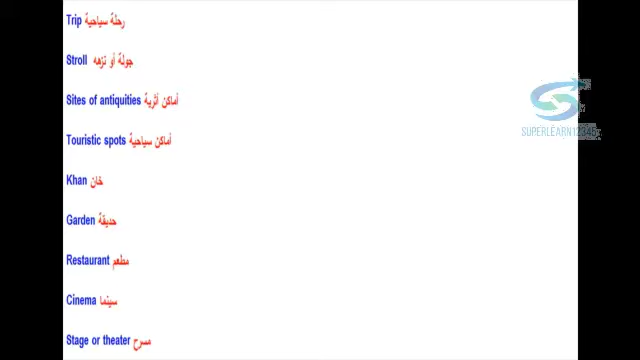 Trip رحلة سياحية
Stroll جولة أو نزهه
Sites of antiquities أماكن أثرية
Touristic spots أماكن سياحية
Khan خان
Garden حديقة
Restaurant مطعم
Cinema سينما
Stage or theater مسرح
SUPERLEARN12345